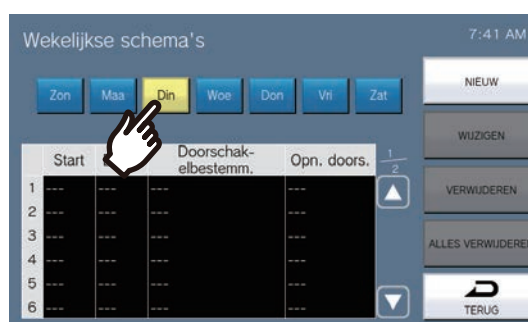 Wekelijkse schema's
7:41 AM
Zon Maa Din Woe Don Vri Zat
Start
Doorschak-
elbestemm.
Opn. doors.
1
2
1 --- --- --- ---
2 --- --- --- ---
3 --- --- --- ---
4 --- --- --- ---
5 --- --- --- ---
6 --- --- --- ---
NIEUW
WIJZIGEN
VERWIJDEREN
ALLES VERWIJDEREN
TERUG